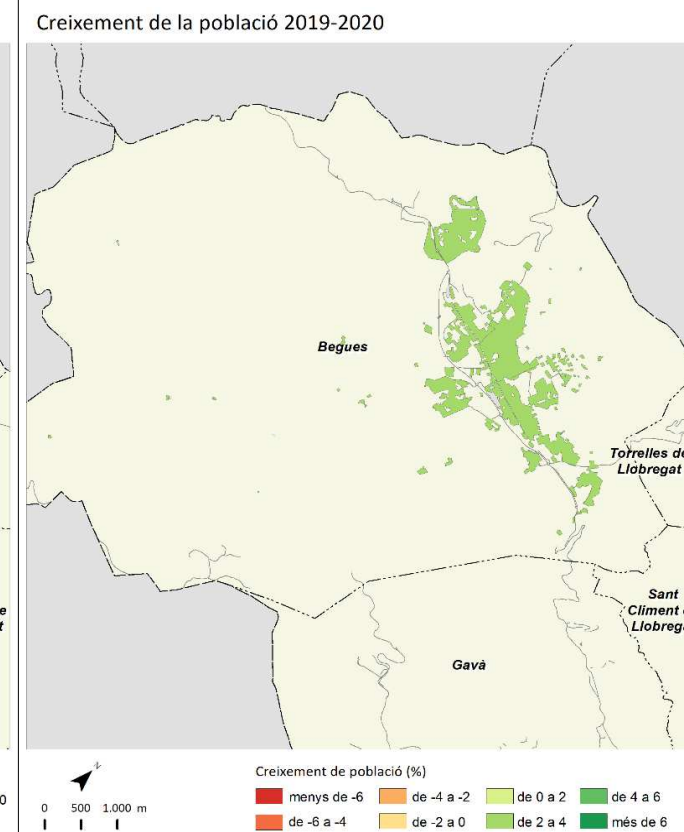 Creixement de la població 2019-2020
Begues
Torrelles de
Llobregat
Sant
Climent
Llobreg
Gavà
e
t
0
N
0 500 1.000 m
Creixement de població (%)
menys de -6
de -4 a -2
de 0 a 2
de 4 a 6
de -6 a -4
de -2 a 0
de 2 a 4
més de 6